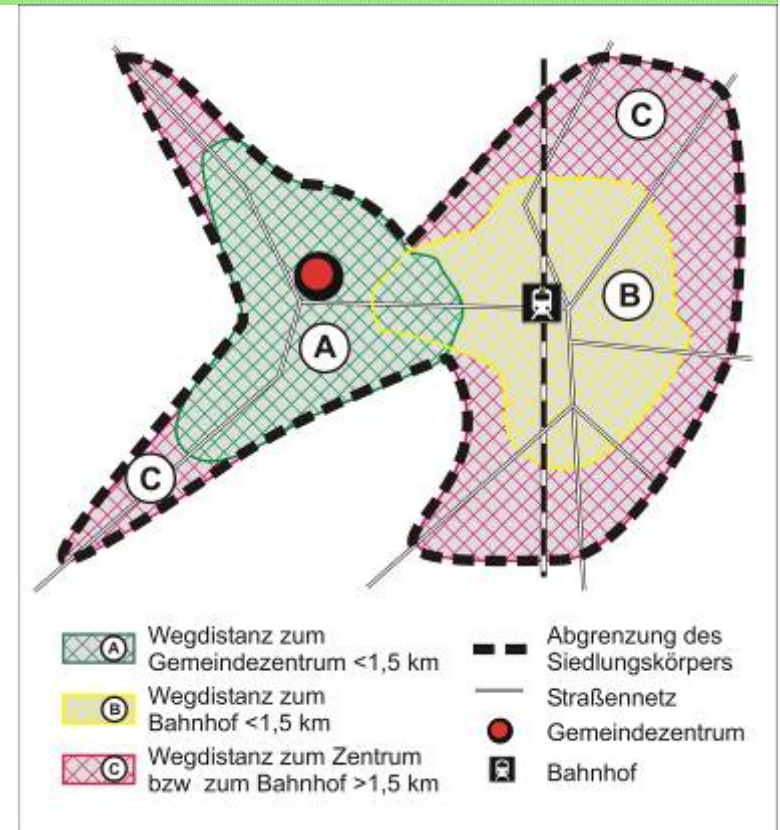 C
B
A
C
A Wegdistanz zum
Gemeindezentrum <1,5 km
B Wegdistanz zum
Bahnhof <1,5 km
C Wegdistanz zum Zentrum
bzw zum Bahnhof >1,5 km
Abgrenzung des
Siedlungskörpers
Straßennetz
Gemeindezentrum
Bahnhof